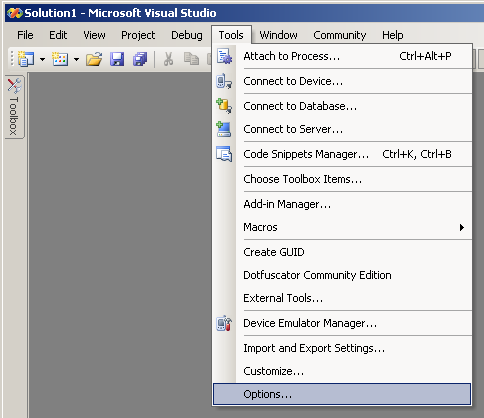 Solution1 - Microsoft Visual Studio
File Edit View Project Debug Tools Window Community Help
Toolbox
Attach to Process... Ctrl+Alt+P
Connect to Device...
Connect to Database...
Connect to Server...
Code Snippets Manager... Ctrl+K, Ctrl+B
Choose Toolbox Items...
Add-in Manager...
Macros
Create GUID
Dotfuscator Community Edition
External Tools...
Device Emulator Manager...
Import and Export Settings...
Customize...
Options...